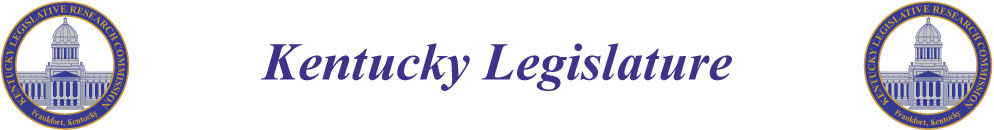 KENTUCKY LEGISLATIVE RESEARCH COMMISSION
Frankfort, Kentucky
Kentucky Legislature
KENTUCKY LEGISLATIVE RESEARCH COMMISSION
Frankfort, Kentucky